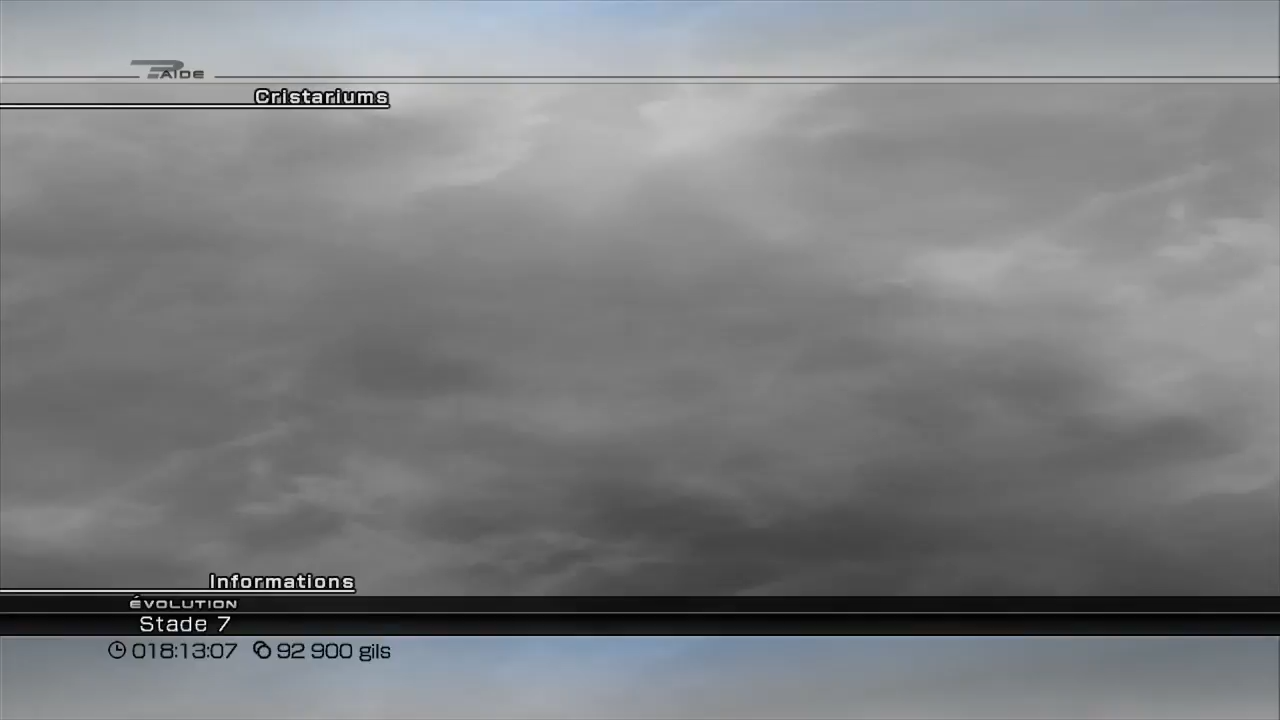 AIDE
Cristariums
Informations
ÉVOLUTION
Stade 7
018:13:07 92 900 gils